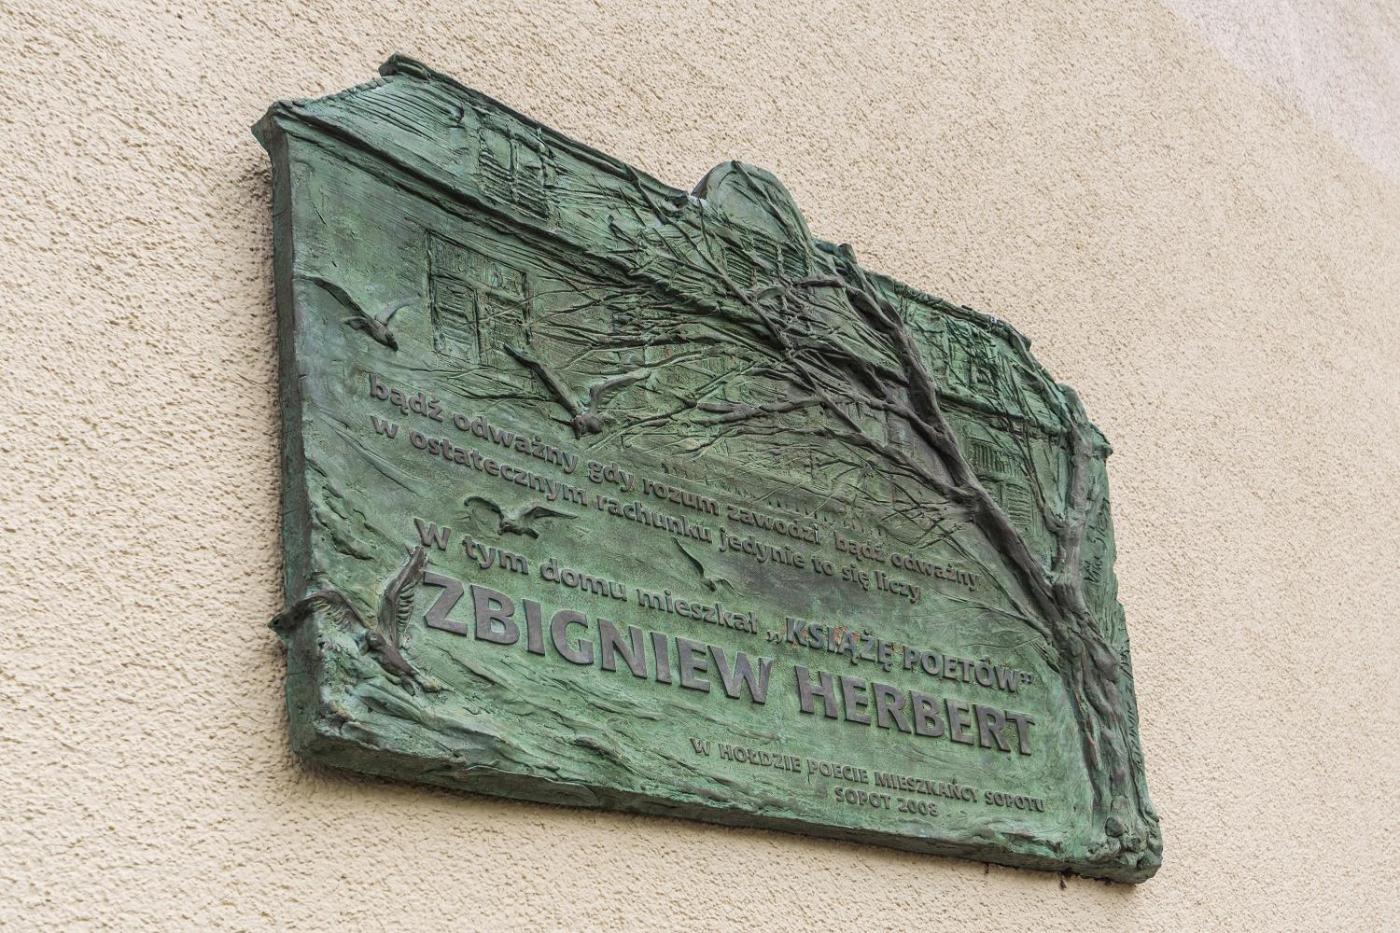 bądź odważny gdy rozum zawodzi bądź odważny
w ostatecznym rachunku jedynie to się liczy
W tym domu mieszkał „KSIĄŻĘ POETÓW”
ZBIGNIEW HERBERT
W HOŁDZIE POECIE MIESZKAŃCY SOPOTU
SOPOT 2008